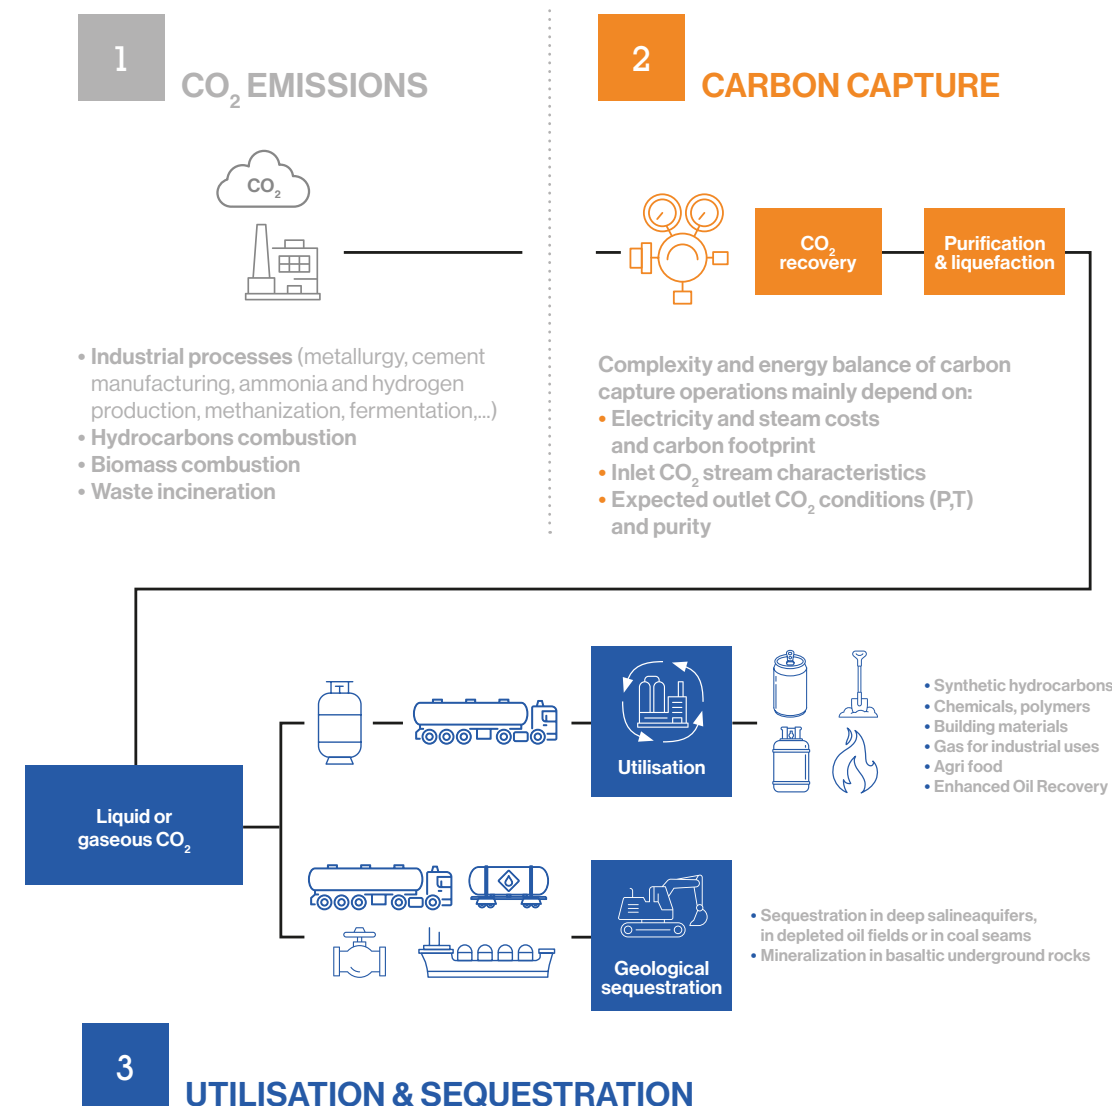 1
CO₂ EMISSIONS
CO₂
• Industrial processes (metallurgy, cement
manufacturing, ammonia and hydrogen
production, methanization, fermentation,...)
• Hydrocarbons combustion
• Biomass combustion
• Waste incineration
2
CARBON CAPTURE
CO₂
recovery
Purification
& liquefaction
Complexity and energy balance of carbon
capture operations mainly depend on:
• Electricity and steam costs
and carbon footprint
• Inlet CO₂ stream characteristics
• Expected outlet CO₂ conditions (P,T)
and purity
Liquid or
gaseous CO₂
Utilisation
• Synthetic hydrocarbons
• Chemicals, polymers
• Building materials
• Gas for industrial uses
• Agri food
• Enhanced Oil Recovery
Geological
sequestration
• Sequestration in deep salineaquifers,
in depleted oil fields or in coal seams
• Mineralization in basaltic underground rocks
3
UTILISATION & SEQUESTRATION